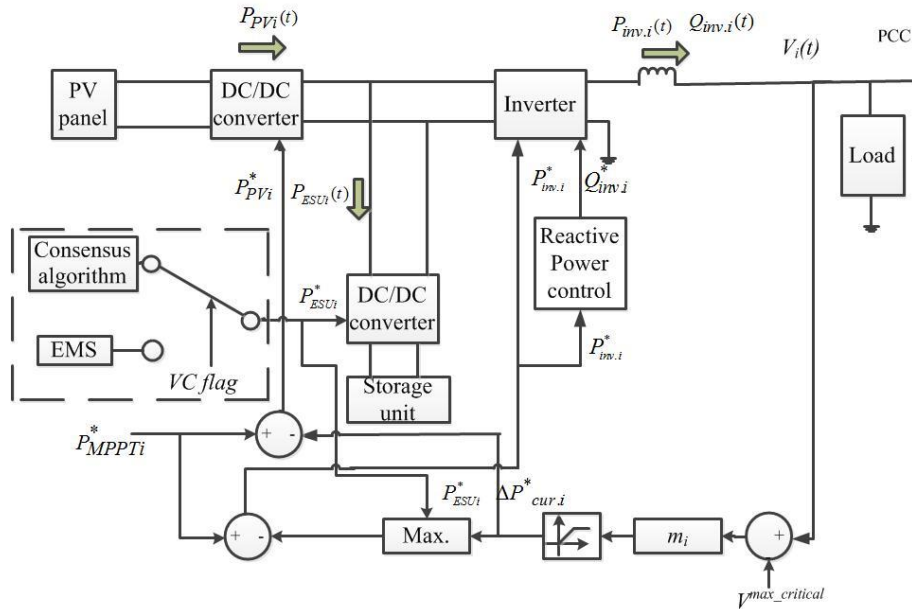 P_PVi(t)
P_inv.i(t) Q_inv.i(t)
V_i(t)
PCC
PV
panel
DC/DC
converter
Inverter
Load
P*_PVi
P_ESUi(t)
P*_inv.i
Q*_inv.i
Reactive
Power
control
Consensus
algorithm
P*_ESUi
DC/DC
converter
EMS
VC flag
P*_inv.i
Storage
unit
P*_MPPTi
+ -
P*_ESUi
ΔP*_cur.i
+ -
Max.
m_i
+
V^max_critical